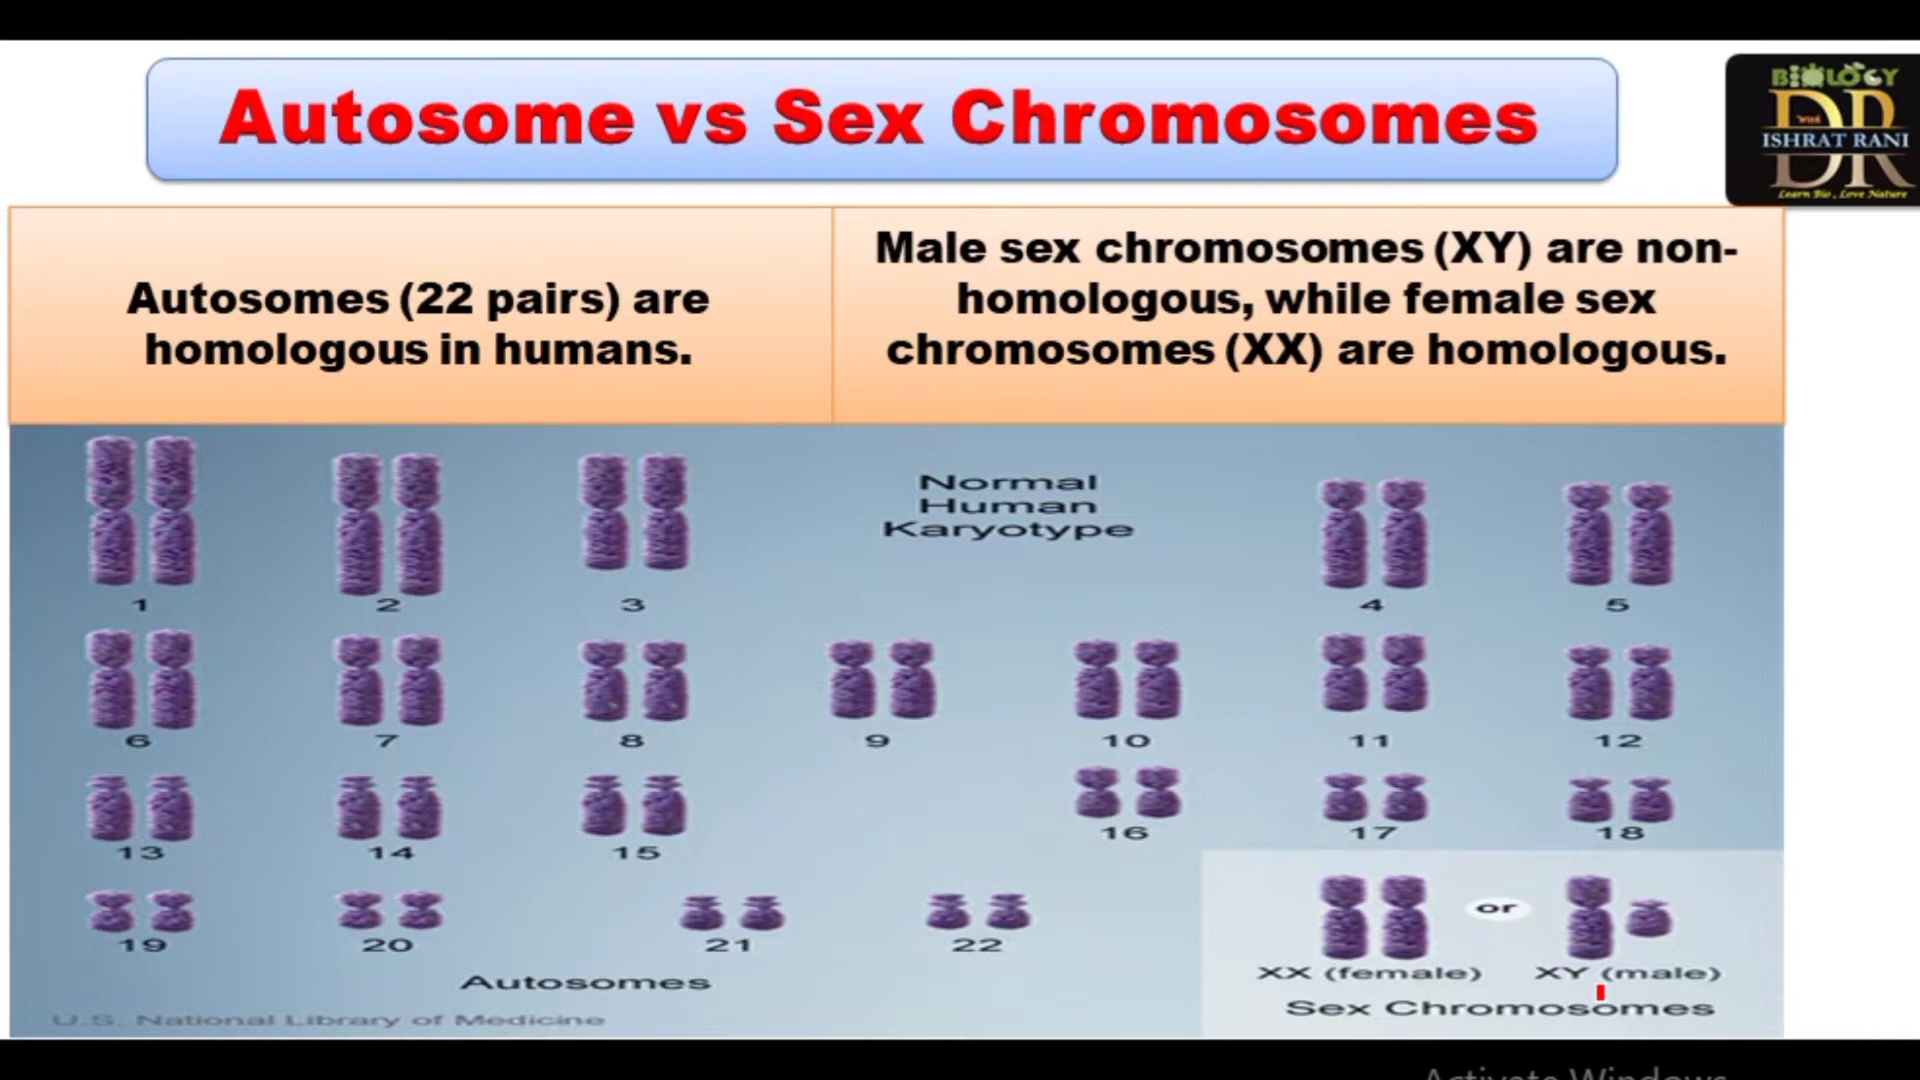 Autosome vs Sex Chromosomes
BIOLOGY
With
DR
ISHRAT RANI
Learn Bio, Love Nature
Autosomes (22 pairs) are
homologous in humans.
Male sex chromosomes (XY) are non-
homologous, while female sex
chromosomes (XX) are homologous.
Normal
Human
Karyotype
1 2 3 4 5
6 7 8 9 10 11 12
13 14 15 16 17 18
19 20 21 22
or
XX (female) XY (male)
Autosomes
Sex Chromosomes
U.S. National Library of Medicine
Activate Windows